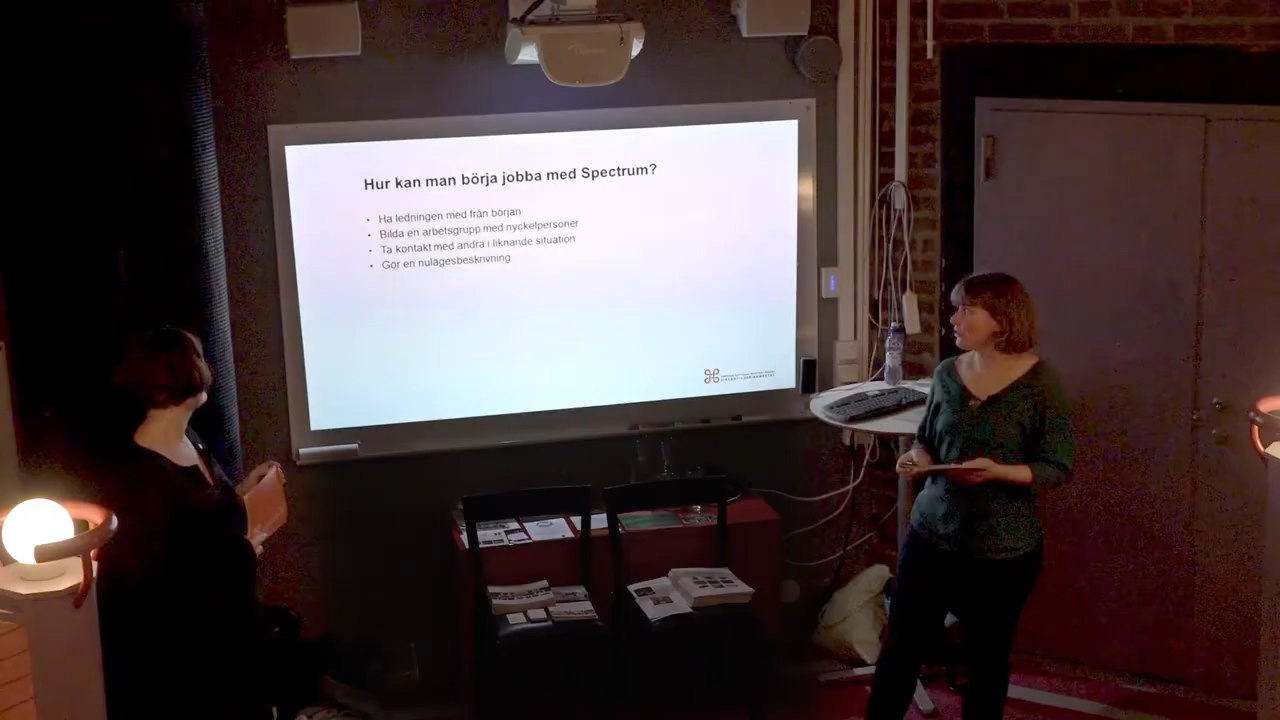 Hur kan man börja jobba med Spectrum?
• Ha ledningen med från början
• Bilda en arbetsgrupp med nyckelpersoner
• Ta kontakt med andra i liknande situation
• Gör en nulägesbeskrivning
RIKSANTIKVARIEÄMBETET